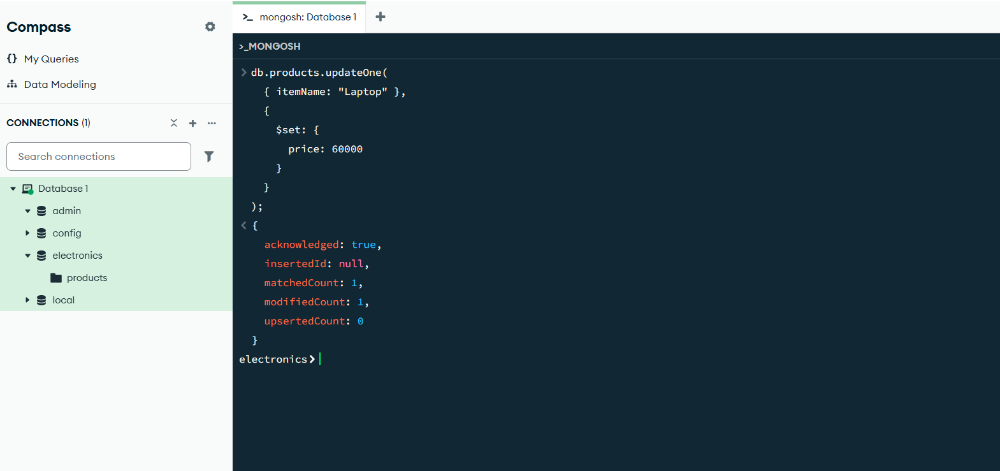 Compass
My Queries
Data Modeling
CONNECTIONS (1)
Search connections
Database 1
admin
config
electronics
products
local
mongosh: Database 1
>_MONGOSH
db.products.updateOne(
{ itemName: "Laptop" },
{
$set: {
price: 60000
}
}
);
{
acknowledged: true,
insertedId: null,
matchedCount: 1,
modifiedCount: 1,
upsertedCount: 0
}
electronics>